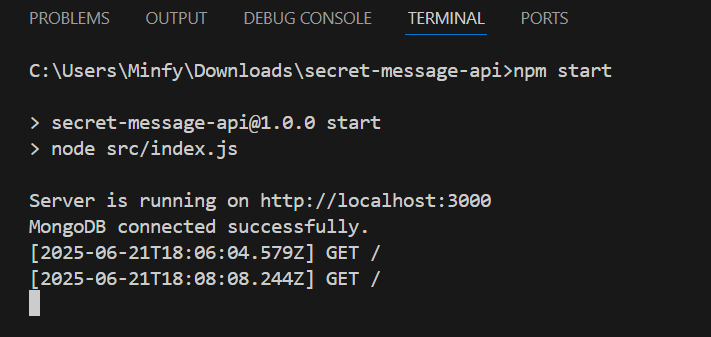 PROBLEMS OUTPUT DEBUG CONSOLE TERMINAL PORTS
C:\Users\Minfy\Downloads\secret-message-api>npm start
> secret-message-api@1.0.0 start
> node src/index.js
Server is running on http://localhost:3000
MongoDB connected successfully.
[2025-06-21T18:06:04.579Z] GET /
[2025-06-21T18:08:08.244Z] GET /